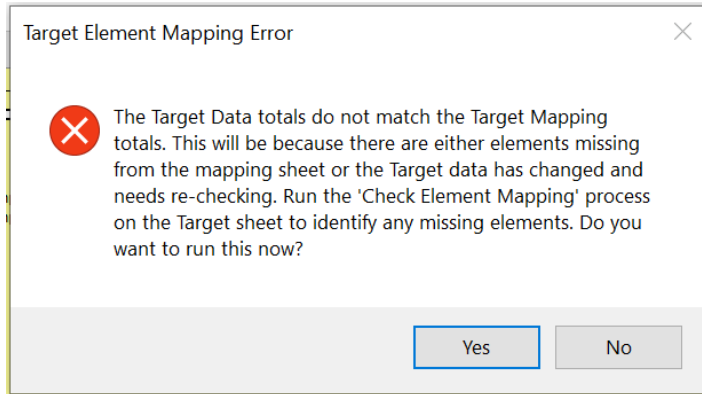 Target Element Mapping Error
The Target Data totals do not match the Target Mapping
totals. This will be because there are either elements missing
from the mapping sheet or the Target data has changed and
needs re-checking. Run the 'Check Element Mapping' process
on the Target sheet to identify any missing elements. Do you
want to run this now?
Yes
No